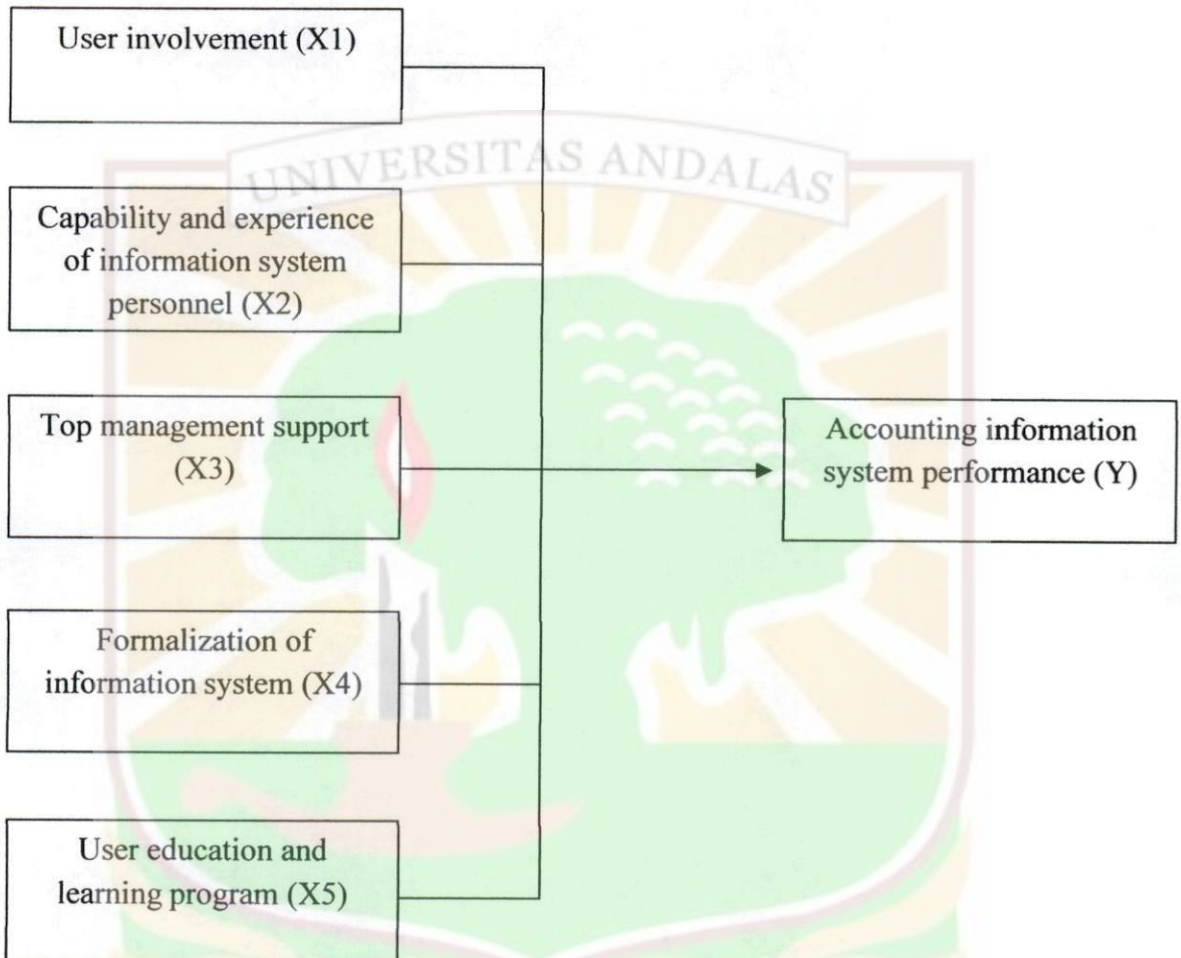 User involvement (X1)
UNIVERSITAS ANDALAS
Capability and experience
of information system
personnel (X2)
Top management support
(X3)
Accounting information
system performance (Y)
Formalization of
information system (X4)
User education and
learning program (X5)